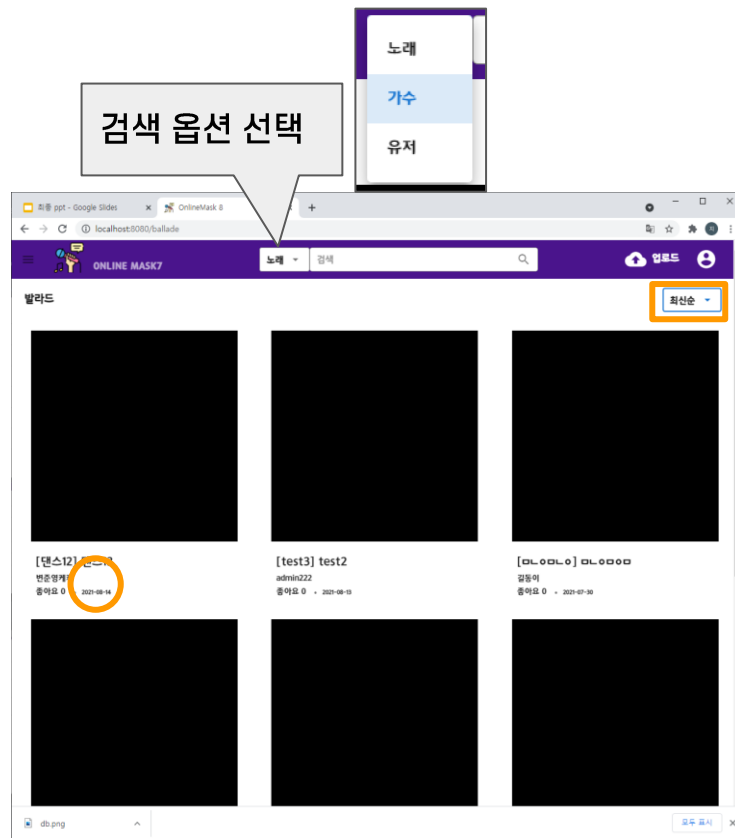 노래
가수
유저
검색 옵션 선택
최종 ppt - Google Slides
OnlineMask 8
localhost:8080/ballade
ONLINE MASK7
노래
검색
업로드
발라드
최신순
[댄스12]
번준영케
좋아요 0 • 2021-08-14
[test3] test2
admin222
좋아요 0 • 2021-08-13
[ㅁㄴㅇㅁㄴㅇ] ㅁㄴㅇㅁㅇㅁ
길동이
좋아요 0 • 2021-07-30
db.png
모두 표시